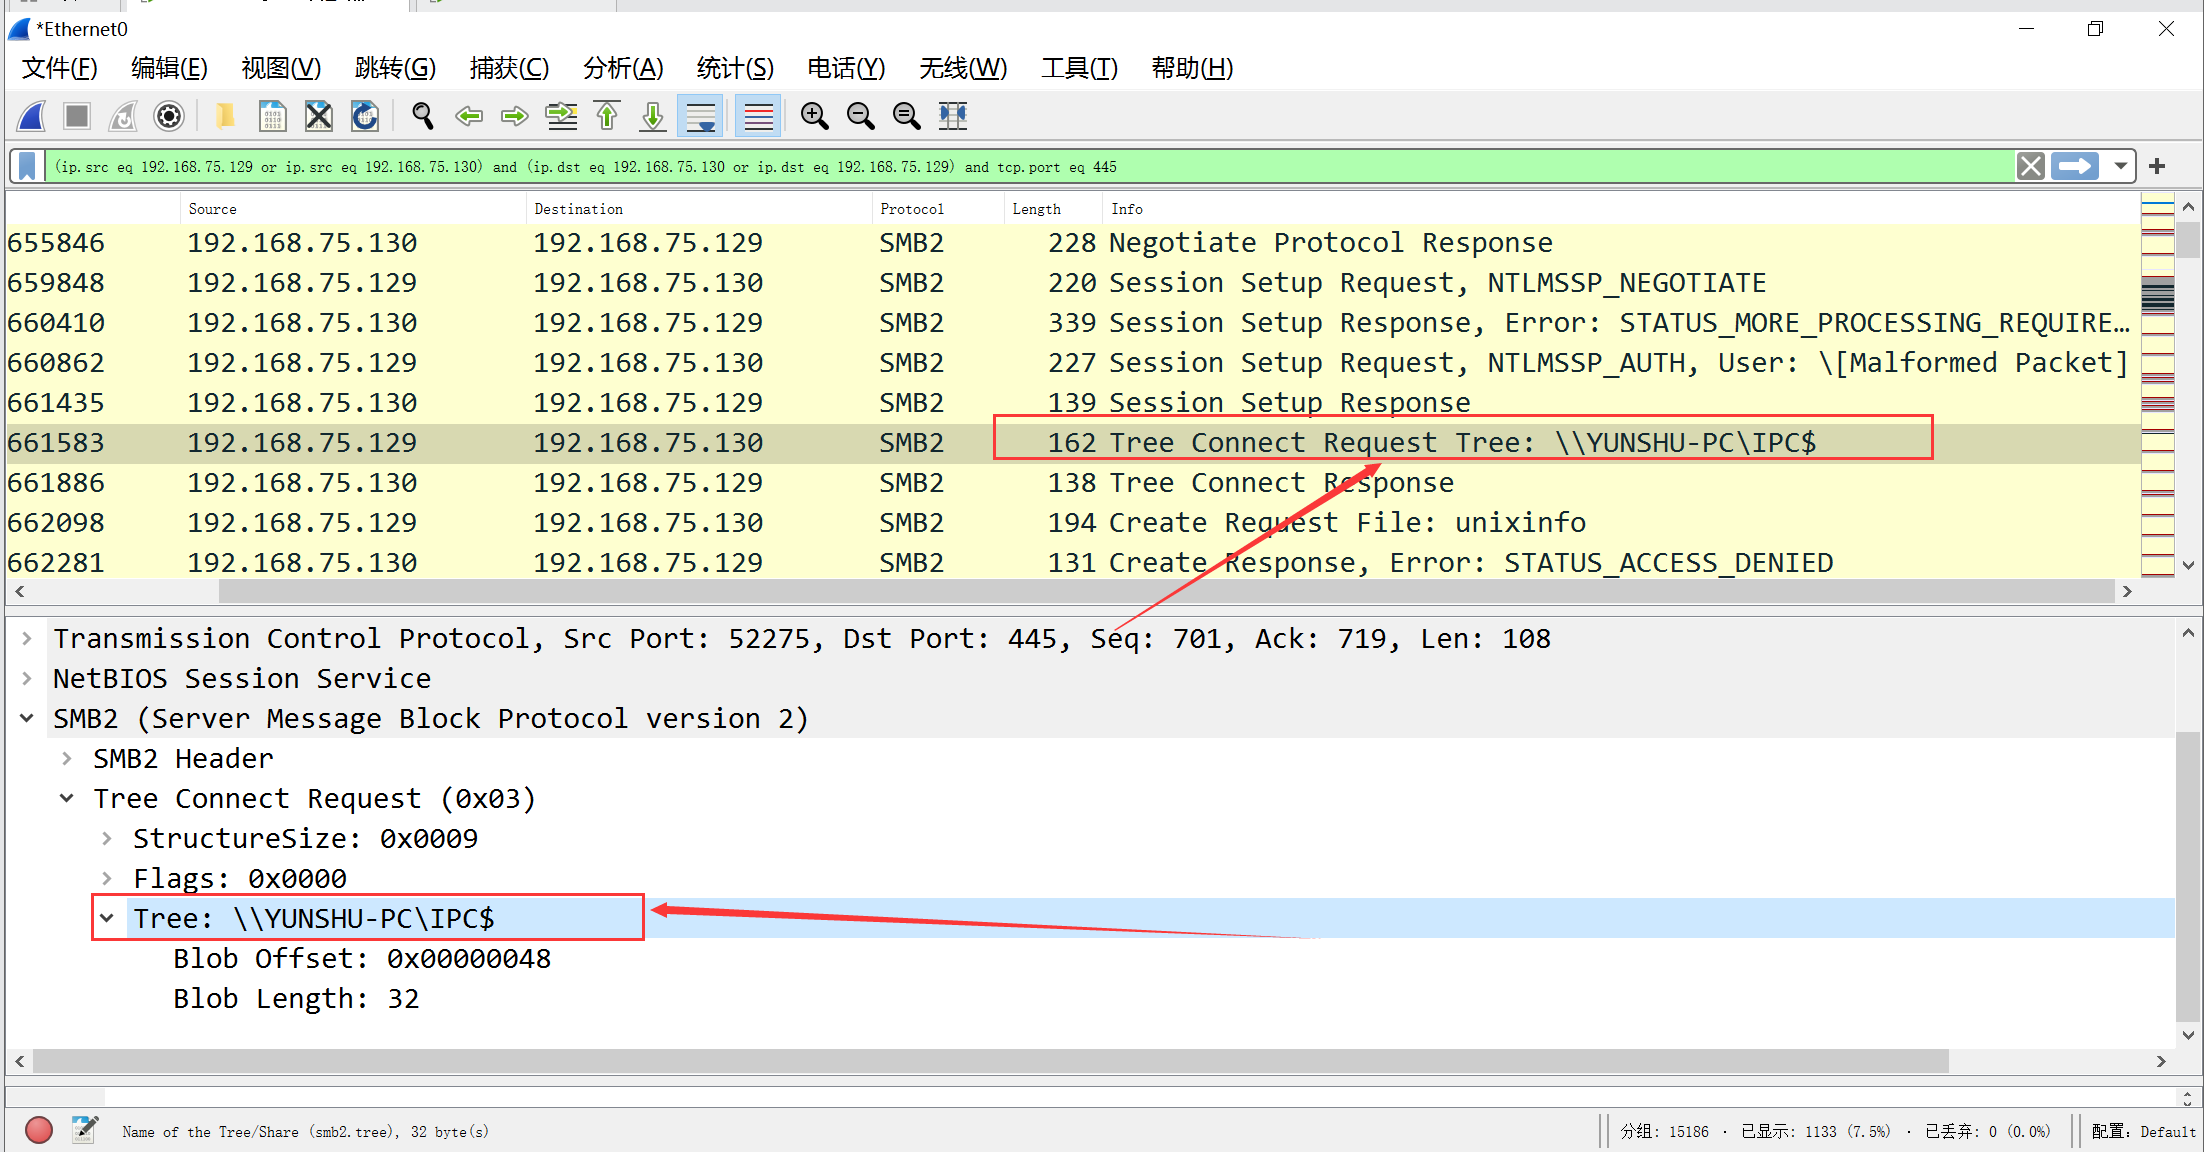 *Ethernet0
文件(F) 编辑(E) 视图(V) 跳转(G) 捕获(C) 分析(A) 统计(S) 电话(Y) 无线(W) 工具(T) 帮助(H)
(ip.src eq 192.168.75.129 or ip.src eq 192.168.75.130) and (ip.dst eq 192.168.75.130 or ip.dst eq 192.168.75.129) and tcp.port eq 445
Source Destination Protocol Length Info
655846 192.168.75.130 192.168.75.129 SMB2 228 Negotiate Protocol Response
659848 192.168.75.129 192.168.75.130 SMB2 220 Session Setup Request, NTLMSSP_NEGOTIATE
660410 192.168.75.130 192.168.75.129 SMB2 339 Session Setup Response, Error: STATUS_MORE_PROCESSING_REQUIRE…
660862 192.168.75.129 192.168.75.130 SMB2 227 Session Setup Request, NTLMSSP_AUTH, User: \[Malformed Packet]
661435 192.168.75.130 192.168.75.129 SMB2 139 Session Setup Response
661583 192.168.75.129 192.168.75.130 SMB2 162 Tree Connect Request Tree: \\YUNSHU-PC\IPC$
661886 192.168.75.130 192.168.75.129 SMB2 138 Tree Connect Response
662098 192.168.75.129 192.168.75.130 SMB2 194 Create Request File: unixinfo
662281 192.168.75.130 192.168.75.129 SMB2 131 Create Response, Error: STATUS_ACCESS_DENIED
Transmission Control Protocol, Src Port: 52275, Dst Port: 445, Seq: 701, Ack: 719, Len: 108
NetBIOS Session Service
SMB2 (Server Message Block Protocol version 2)
SMB2 Header
Tree Connect Request (0x03)
StructureSize: 0x0009
Flags: 0x0000
Tree: \\YUNSHU-PC\IPC$
Blob Offset: 0x00000048
Blob Length: 32
Name of the Tree/Share (smb2.tree), 32 byte(s) 分组: 15186 · 已显示: 1133 (7.5%) · 已丢弃: 0 (0.0%) 配置: Default